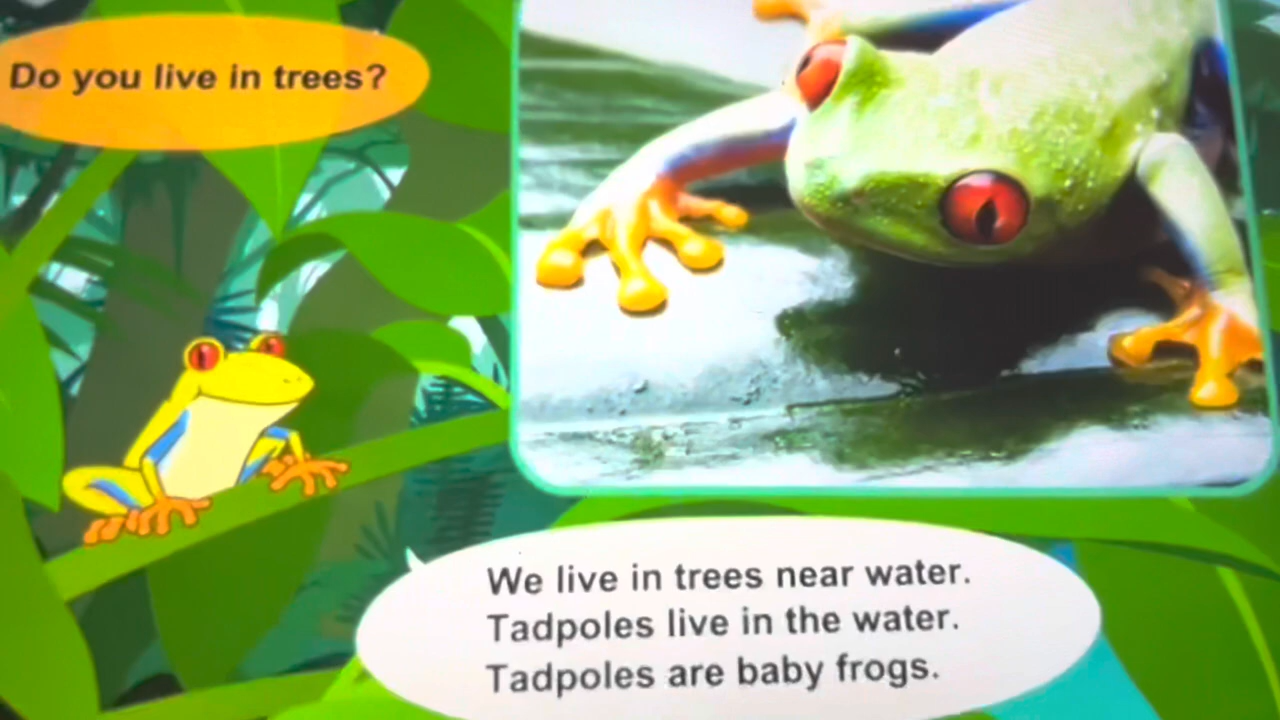 Do you live in trees?
We live in trees near water.
Tadpoles live in the water.
Tadpoles are baby frogs.